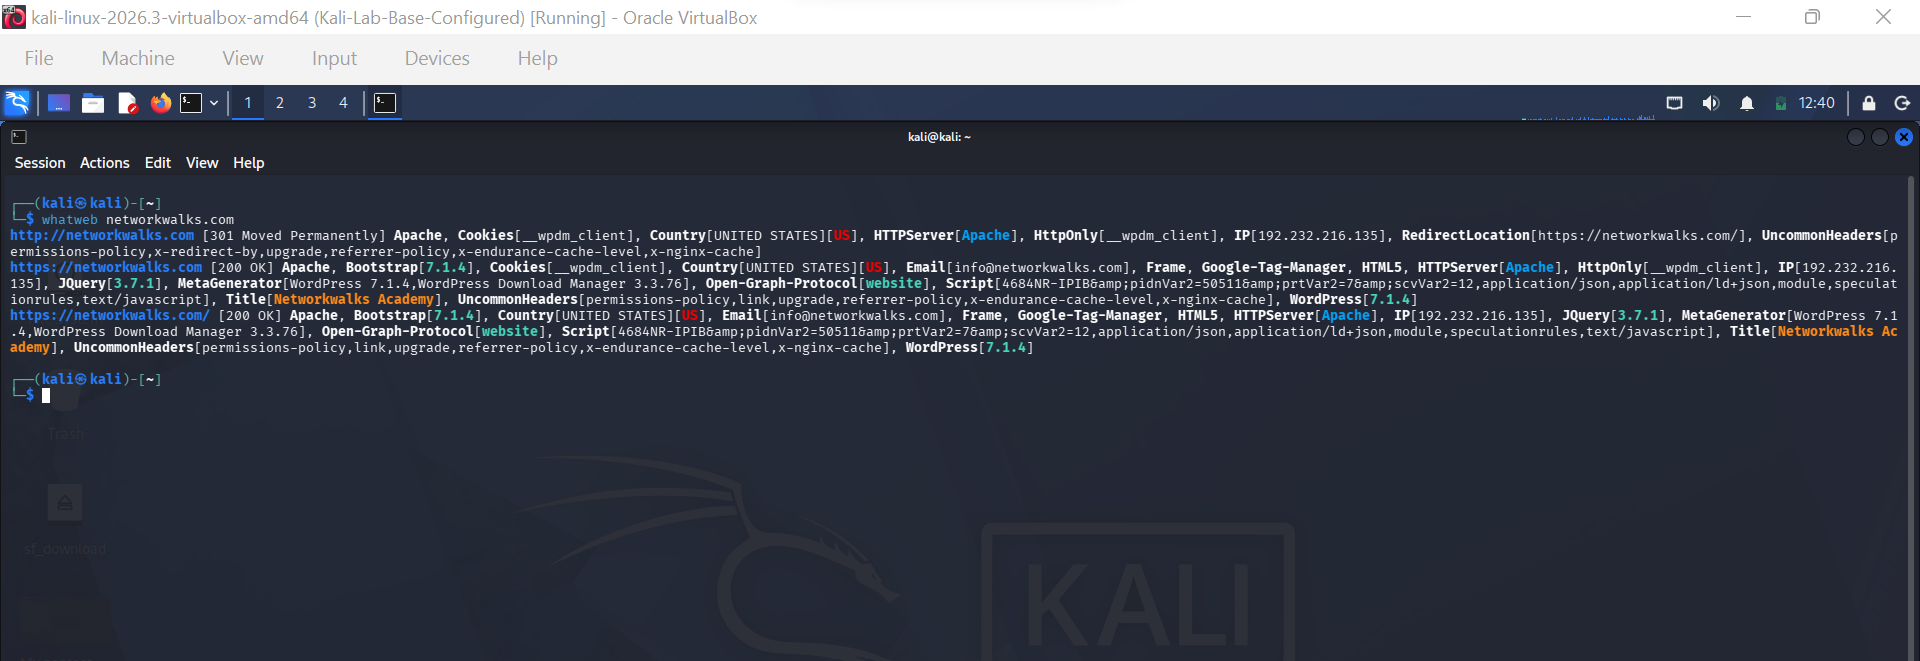 kali-linux-2026.3-virtualbox-amd64 (Kali-Lab-Base-Configured) [Running] - Oracle VirtualBox
File Machine View Input Devices Help
1 2 3 4 12:40
kali@kali: ~
Session Actions Edit View Help
┌──(kali㉿kali)-[~]
└─$ whatweb networkwalks.com
http://networkwalks.com [301 Moved Permanently] Apache, Cookies[__wpdm_client], Country[UNITED STATES][US], HTTPServer[Apache], HttpOnly[__wpdm_client], IP[192.232.216.135], RedirectLocation[https://networkwalks.com/], UncommonHeaders[p
ermissions-policy,x-redirect-by,upgrade,referrer-policy,x-endurance-cache-level,x-nginx-cache]
https://networkwalks.com [200 OK] Apache, Bootstrap[7.1.4], Cookies[__wpdm_client], Country[UNITED STATES][US], Email[info@networkwalks.com], Frame, Google-Tag-Manager, HTML5, HTTPServer[Apache], HttpOnly[__wpdm_client], IP[192.232.216.
135], JQuery[3.7.1], MetaGenerator[WordPress 7.1.4,WordPress Download Manager 3.3.76], Open-Graph-Protocol[website], Script[4684NR-IPIB&amp;pidnVar2=50511&amp;prtVar2=7&amp;scvVar2=12,application/json,application/ld+json,module,speculat
ionrules,text/javascript], Title[Networkwalks Academy], UncommonHeaders[permissions-policy,link,upgrade,referrer-policy,x-endurance-cache-level,x-nginx-cache], WordPress[7.1.4]
https://networkwalks.com/ [200 OK] Apache, Bootstrap[7.1.4], Country[UNITED STATES][US], Email[info@networkwalks.com], Frame, Google-Tag-Manager, HTML5, HTTPServer[Apache], IP[192.232.216.135], JQuery[3.7.1], MetaGenerator[WordPress 7.1
.4,WordPress Download Manager 3.3.76], Open-Graph-Protocol[website], Script[4684NR-IPIB&amp;pidnVar2=50511&amp;prtVar2=7&amp;scvVar2=12,application/json,application/ld+json,module,speculationrules,text/javascript], Title[Networkwalks Ac
ademy], UncommonHeaders[permissions-policy,link,upgrade,referrer-policy,x-endurance-cache-level,x-nginx-cache], WordPress[7.1.4]
┌──(kali㉿kali)-[~]
└─$
Trash
sf_download
KALI